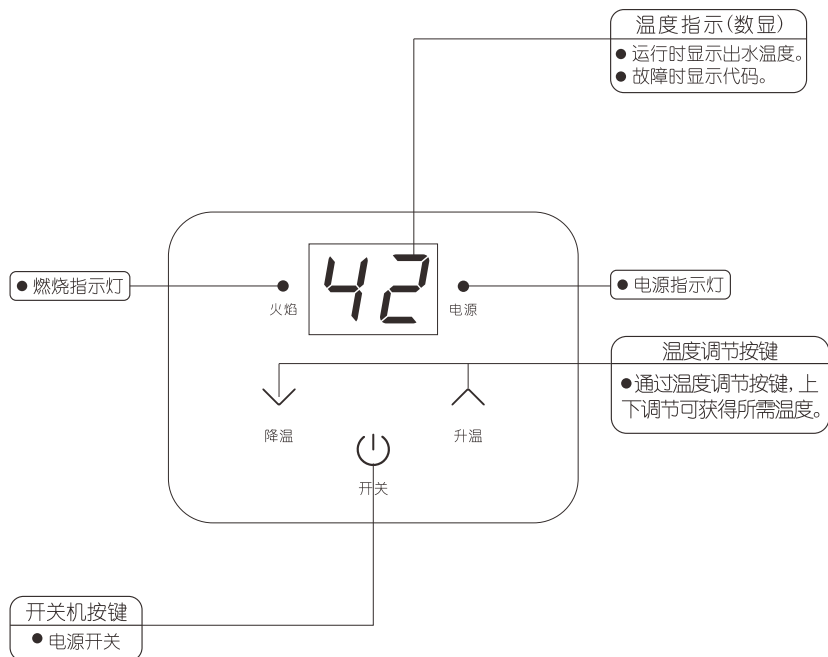 温度指示(数显)
● 运行时显示出水温度。
● 故障时显示代码。
42
● 燃烧指示灯
火焰
电源
● 电源指示灯
温度调节按键
● 通过温度调节按键, 上
下调节可获得所需温度。
降温
升温
开关
开关机按键
● 电源开关